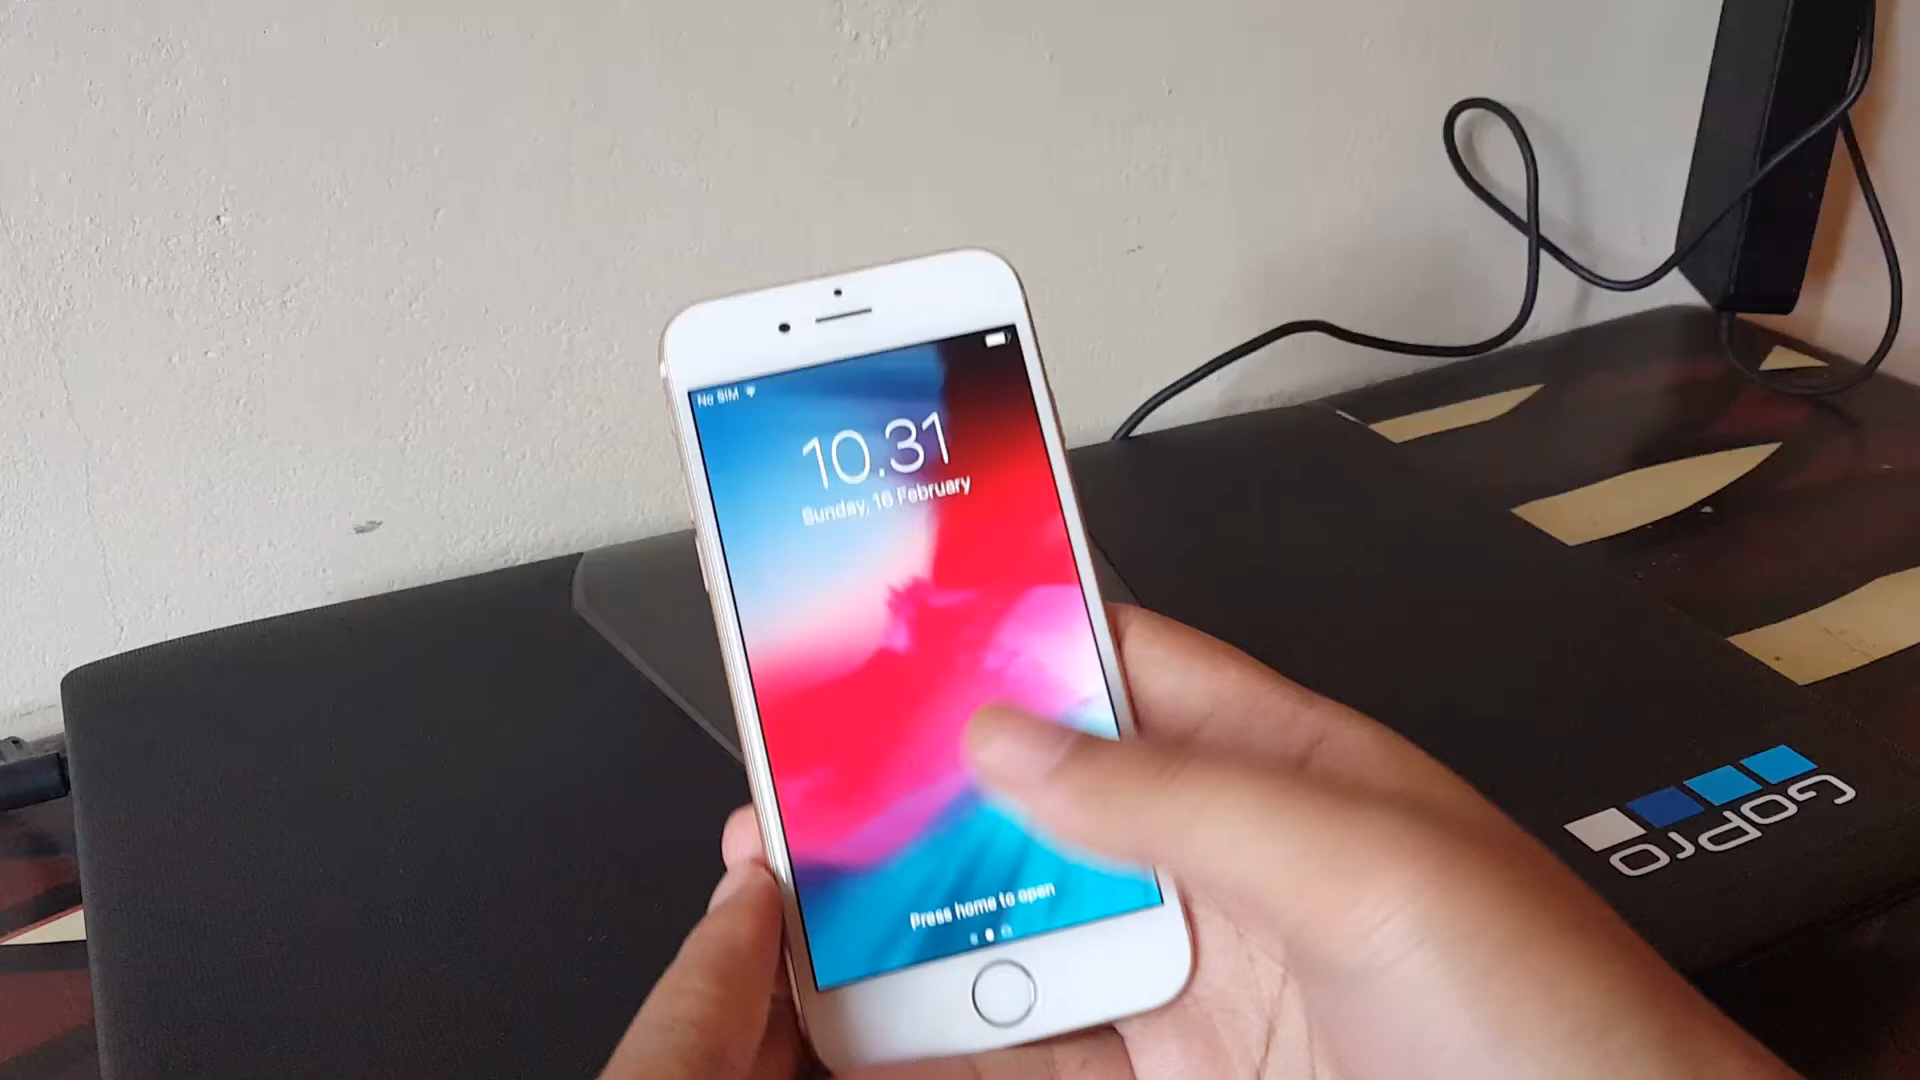 No SIM
10.31
Sunday, 16 February
Press home to open
GoPro